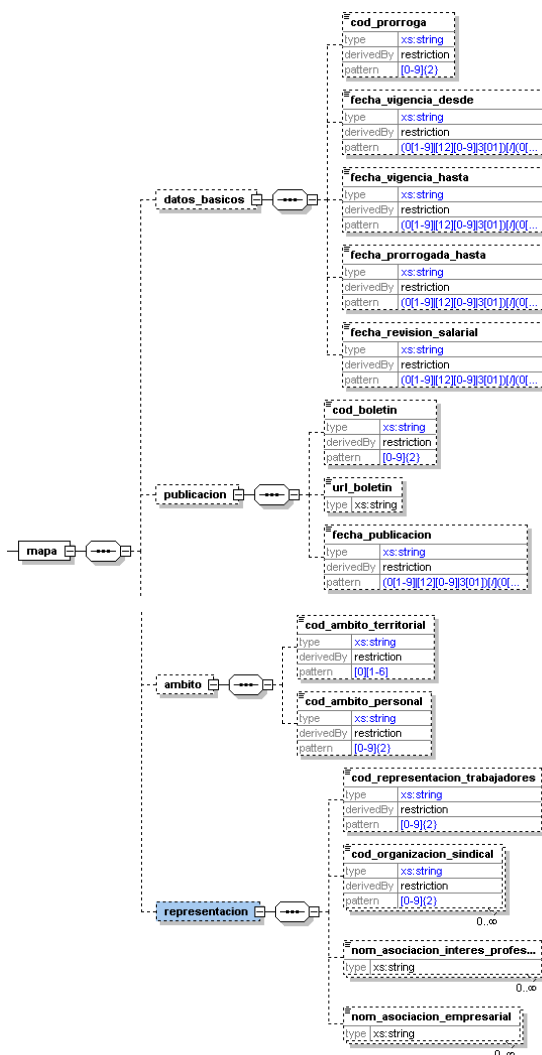 cod_prorroga
type xs:string
derivedBy restriction
pattern [0-9]{2}
fecha_vigencia_desde
type xs:string
derivedBy restriction
pattern (0[1-9]|[12][0-9]|3[01])[/](0[...
datos_basicos
fecha_vigencia_hasta
type xs:string
derivedBy restriction
pattern (0[1-9]|[12][0-9]|3[01])[/](0[...
fecha_prorrogada_hasta
type xs:string
derivedBy restriction
pattern (0[1-9]|[12][0-9]|3[01])[/](0[...
fecha_revision_salarial
type xs:string
derivedBy restriction
pattern (0[1-9]|[12][0-9]|3[01])[/](0[...
cod_boletin
type xs:string
derivedBy restriction
pattern [0-9]{2}
publicacion
url_boletin
type xs:string
fecha_publicacion
type xs:string
derivedBy restriction
pattern (0[1-9]|[12][0-9]|3[01])[/](0[...
mapa
cod_ambito_territorial
type xs:string
derivedBy restriction
pattern [0][1-6]
ambito
cod_ambito_personal
type xs:string
derivedBy restriction
pattern [0-9]{2}
cod_representacion_trabajadores
type xs:string
derivedBy restriction
pattern [0-9]{2}
cod_organizacion_sindical
type xs:string
derivedBy restriction
pattern [0-9]{2}
0..∞
representacion
nom_asociacion_interes_profes...
type xs:string
0..∞
nom_asociacion_empresarial
type xs:string
0..∞